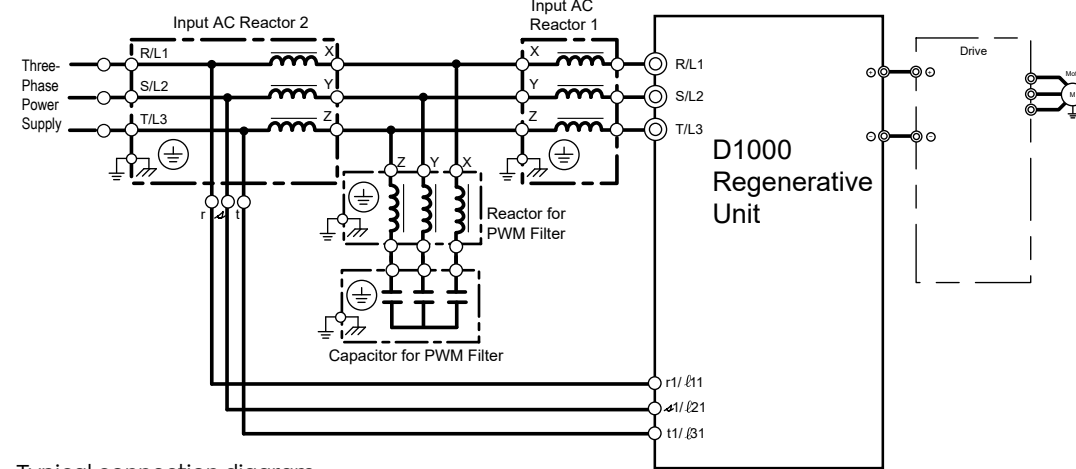 Input AC Reactor 2
Input AC
Reactor 1
Three-
Phase
Power
Supply
R/L1
S/L2
T/L3
X
Y
Z
X
Y
Z
R/L1
S/L2
T/L3
D1000
Regenerative
Unit
Drive
M
r
s
t
Z
Y
X
Reactor for
PWM Filter
Capacitor for PWM Filter
r1/ ℓ11
s1/ ℓ21
t1/ ℓ31
Typical connection diagram